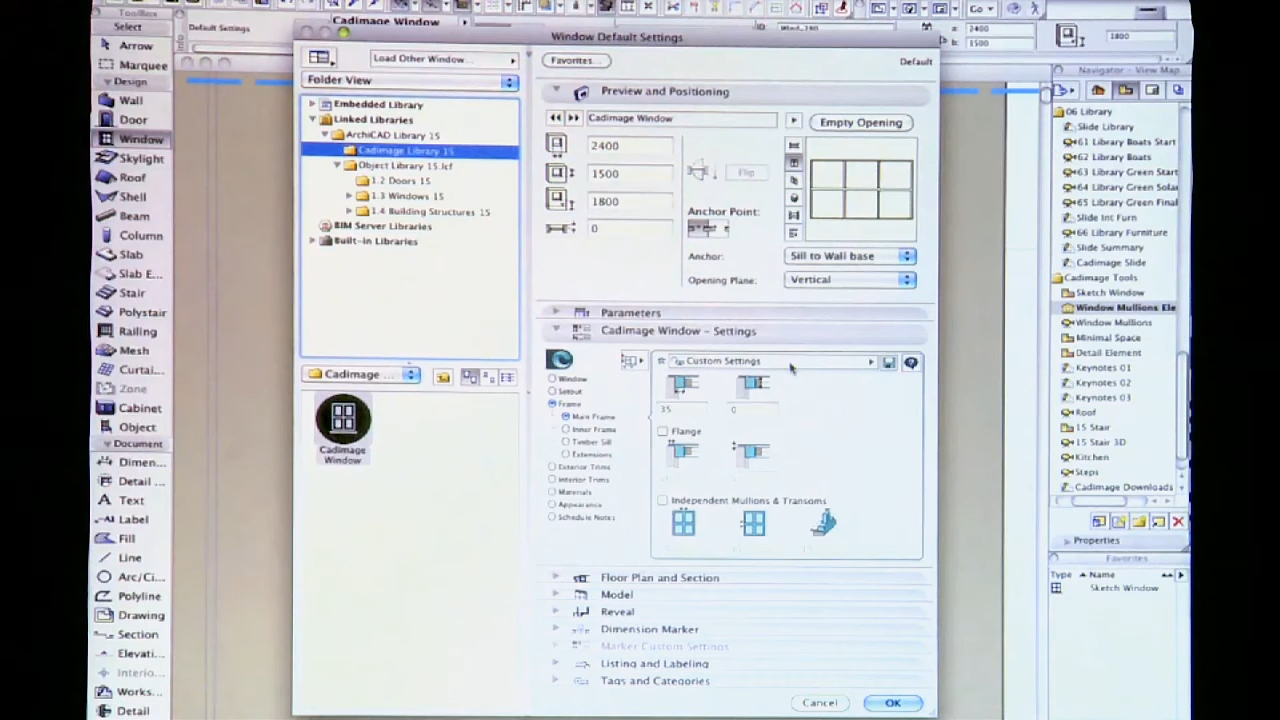 ToolBox
Select
Arrow
Marquee
Design
Wall
Door
Window
Skylight
Roof
Shell
Beam
Column
Slab
Slab E...
Stair
Polystair
Railing
Mesh
Curtai...
Zone
Cabinet
Object
Document
Dimen...
Detail ...
Text
Label
Fill
Line
Arc/Ci...
Polyline
Drawing
Section
Elevati...
Interio...
Works...
Detail
Default Settings
Cadimage Window
Go
2400
b: 1500
1800
Window Default Settings
Load Other Window...
Folder View
Embedded Library
Linked Libraries
ArchiCAD Library 15
Cadimage Library 15
Object Library 15.lcf
1.2 Doors 15
1.3 Windows 15
1.4 Building Structures 15
BIM Server Libraries
Built-in Libraries
Cadimage ...
Cadimage
Window
Favorites...
Default
Preview and Positioning
Cadimage Window
Empty Opening
2400
1500
1800
0
Flip
Anchor Point:
Anchor:
Sill to Wall base
Opening Plane:
Vertical
Parameters
Cadimage Window - Settings
Custom Settings
Window
Setout
Frame
Main Frame
Inner Frame
Timber Sill
Extensions
Exterior Trims
Interior Trims
Materials
Appearance
Schedule Notes
35
0
Flange
Independent Mullions & Transoms
Floor Plan and Section
Model
Reveal
Dimension Marker
Marker Custom Settings
Listing and Labeling
Tags and Categories
Cancel
OK
Navigator - View Map
06 Library
Slide Library
61 Library Boats Start
62 Library Boats
63 Library Green Start
64 Library Green Sola
65 Library Green Final
Slide Int Furn
66 Library Furniture
Slide Summary
Cadimage Slide
Cadimage Tools
Sketch Window
Window Mullions Ele
Window Mullions
Minimal Space
Detail Element
Keynotes 01
Keynotes 02
Keynotes 03
Roof
15 Stair
15 Stair 3D
Kitchen
Steps
Cadimage Downloads
Properties
Favorites
Type
Name
Sketch Window